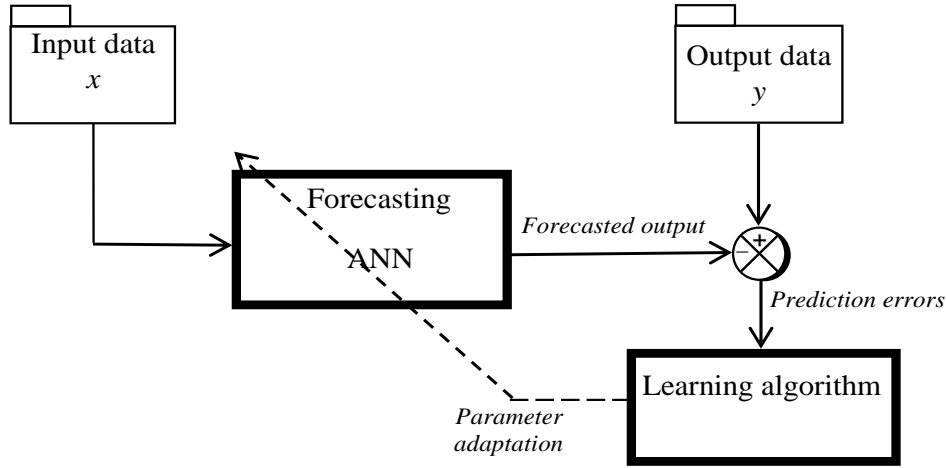 Input data
x
Output data
y
Forecasting
ANN
Forecasted output
+
−
Prediction errors
Learning algorithm
Parameter
adaptation